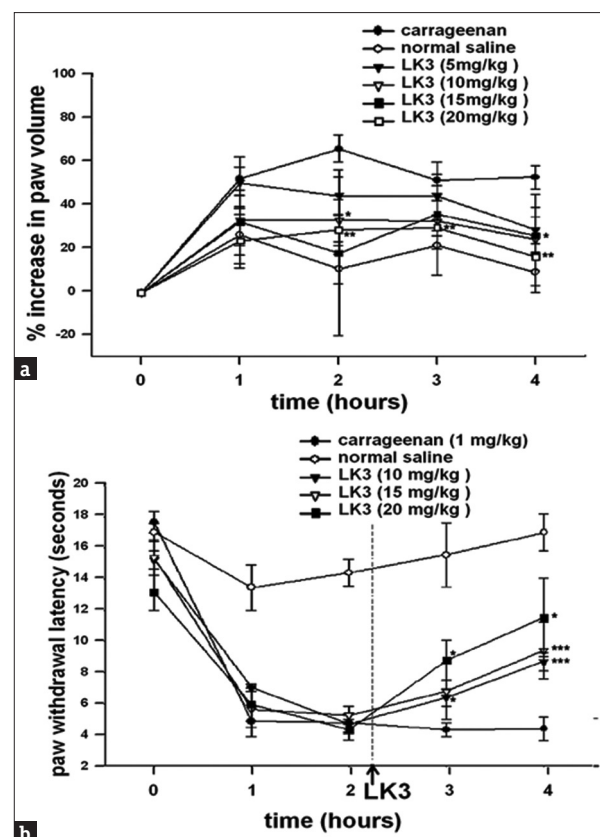 carrageenan
normal saline
LK3 (5mg/kg )
LK3 (10mg/kg )
LK3 (15mg/kg )
LK3 (20mg/kg )
% increase in paw volume
100
80
60
40
20
0
-20
*
**
**
*
**
0 1 2 3 4
time (hours)
a
carrageenan (1 mg/kg)
normal saline
LK3 (10 mg/kg )
LK3 (15 mg/kg )
LK3 (20 mg/kg )
paw withdrawal latency (seconds)
20
18
16
14
12
10
8
6
4
2
*
*
*
***
***
0 1 2 3 4
LK3
time (hours)
b